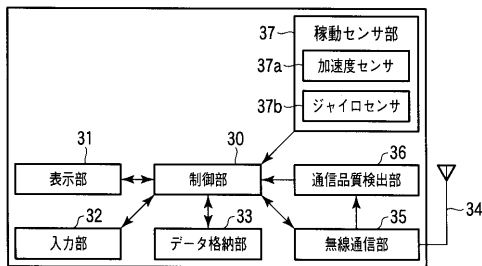 37
稼動センサ部
37a
加速度センサ
37b
ジャイロセンサ
31
30
36
表示部
制御部
通信品質検出部
34
32
33
35
入力部
データ格納部
無線通信部